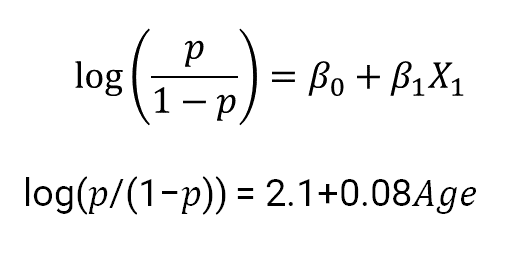 log(p/(1 − p)) = β₀ + β₁X₁
log(p/(1−p)) = 2.1+0.08Age